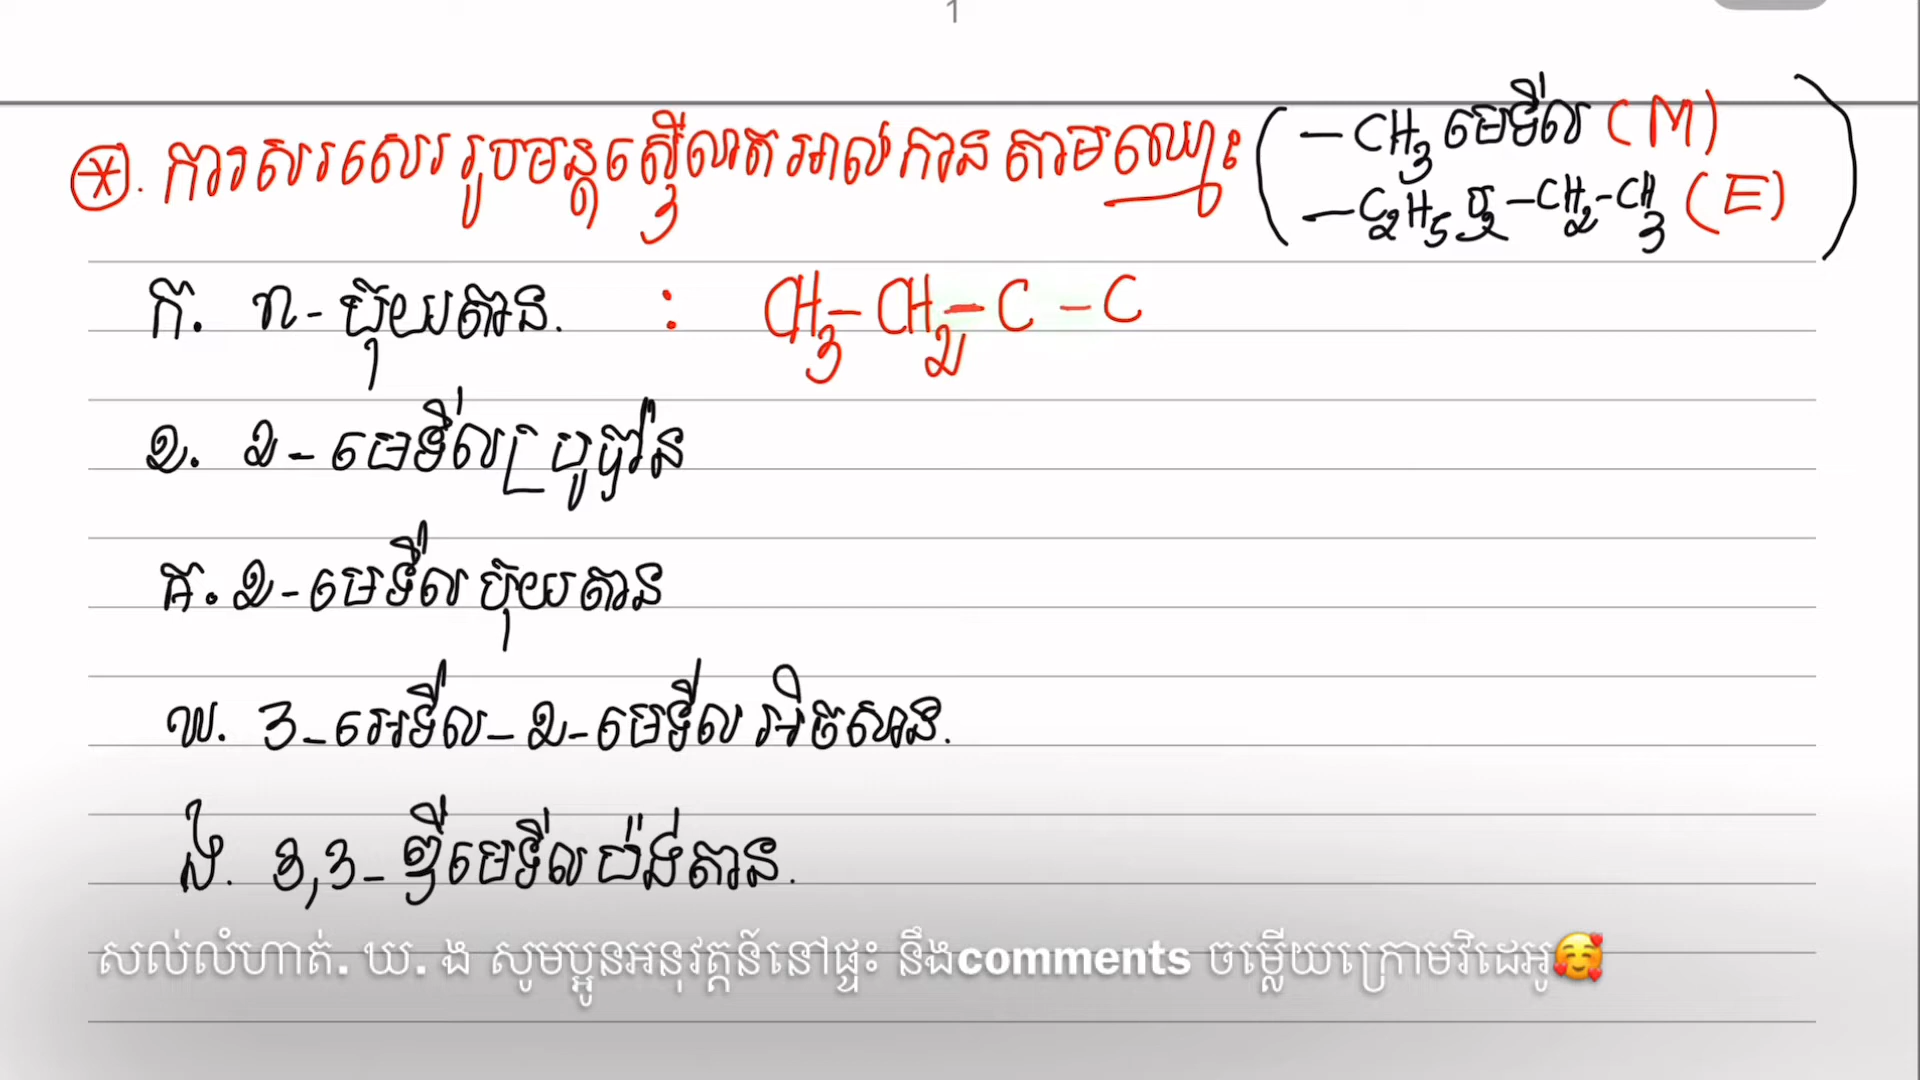 1
⊛. ការសរសេររូបមន្តស្ទើលាតអាល់កានតាមឈ្មោះ
(–CH₃ មេទីល (M)
–C₂H₅ ឬ –CH₂–CH₃ (E))
ក. n-ប៊ុយតាន. : CH₃–CH₂–C–C
ខ. 2-មេទីលប្រូប៉ាន
គ. 2-មេទីលប៊ុយតាន
ឃ. 3-អេទីល-2-មេទីលអិចសាន.
ង. 3,3-ឌីមេទីលប៉ង់តាន.
សល់លំហាត់. ឃ. ង សូមប្អូនអនុវត្តន៍នៅផ្ទះ នឹងcomments ចម្លើយក្រោមវិដេអូ🥰